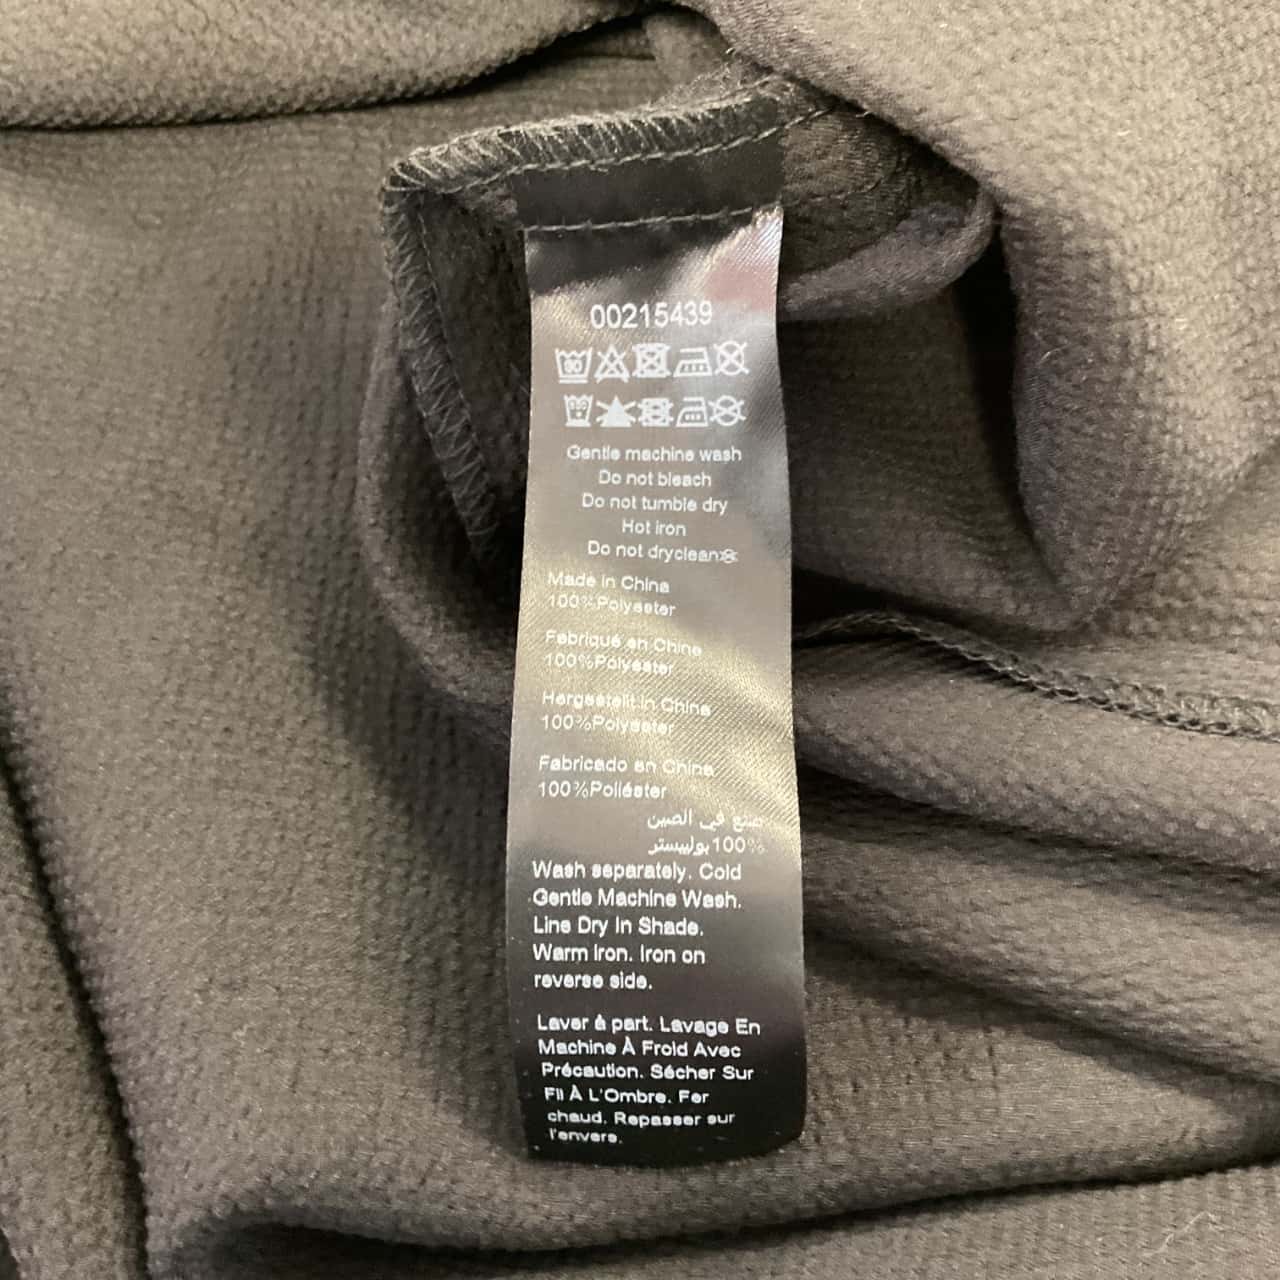 00215439
Gentle machine wash
Do not bleach
Do not tumble dry
Hot iron
Do not dryclean
Made in China
100%Polyester
Fabriqué en Chine
100%Polyester
Hergestellt in China
100%Polyester
Fabricado en China
100%Poliéster
صنع في الصين
100%بوليستر
Wash separately. Cold
Gentle Machine Wash.
Line Dry In Shade.
Warm Iron. Iron on
reverse side.
Laver à part. Lavage En
Machine À Froid Avec
Précaution. Sécher Sur
Fil À L'Ombre. Fer
chaud. Repasser sur
l'envers.